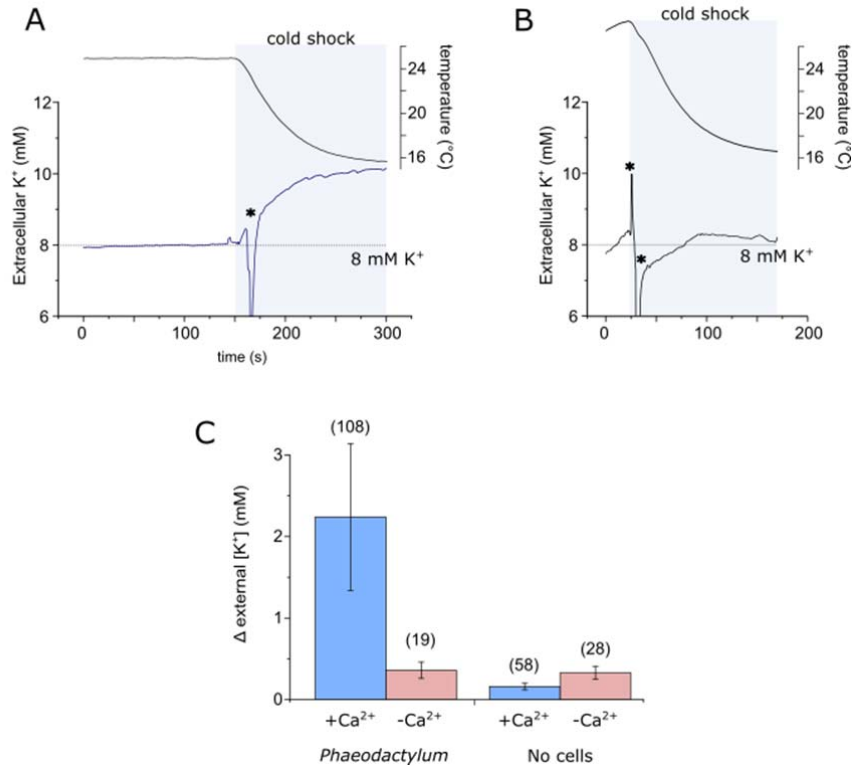 A
cold shock
24
20
16
temperature (°C)
12
10
8
6
Extracellular K⁺ (mM)
*
8 mM K⁺
0
100
200
300
time (s)
B
cold shock
24
20
16
temperature (°C)
12
10
8
6
Extracellular K⁺ (mM)
*
*
8 mM K⁺
0
100
200
C
3
2
1
0
Δ external [K⁺] (mM)
(108)
(19)
(58)
(28)
+Ca²⁺ -Ca²⁺ +Ca²⁺ -Ca²⁺
Phaeodactylum No cells